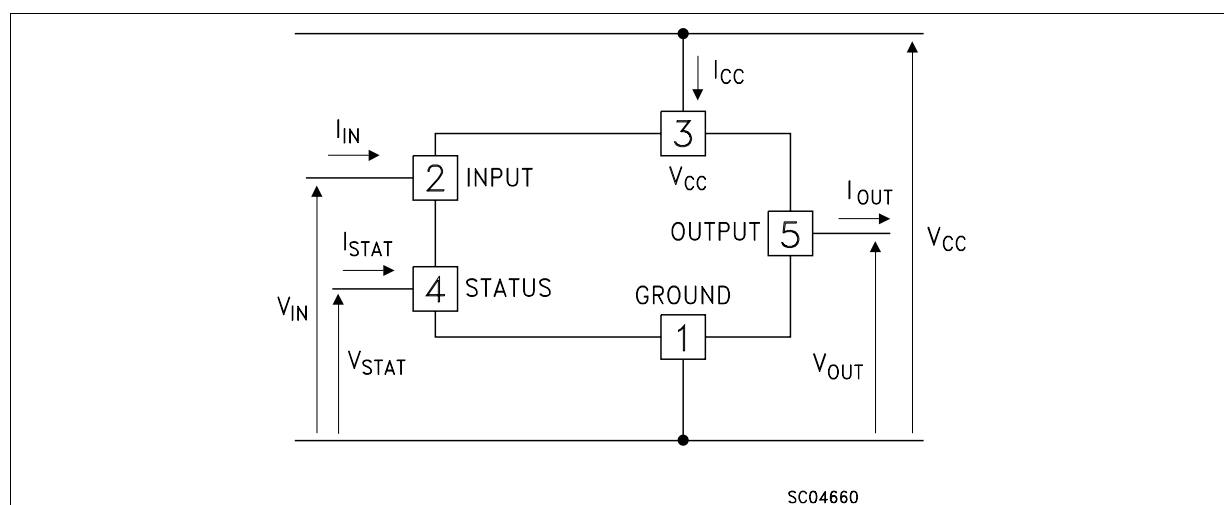 I_CC
I_IN
3
2 INPUT
V_CC
I_OUT
OUTPUT 5
V_CC
I_STAT
4 STATUS
GROUND
V_IN
1
V_STAT
V_OUT
SC04660